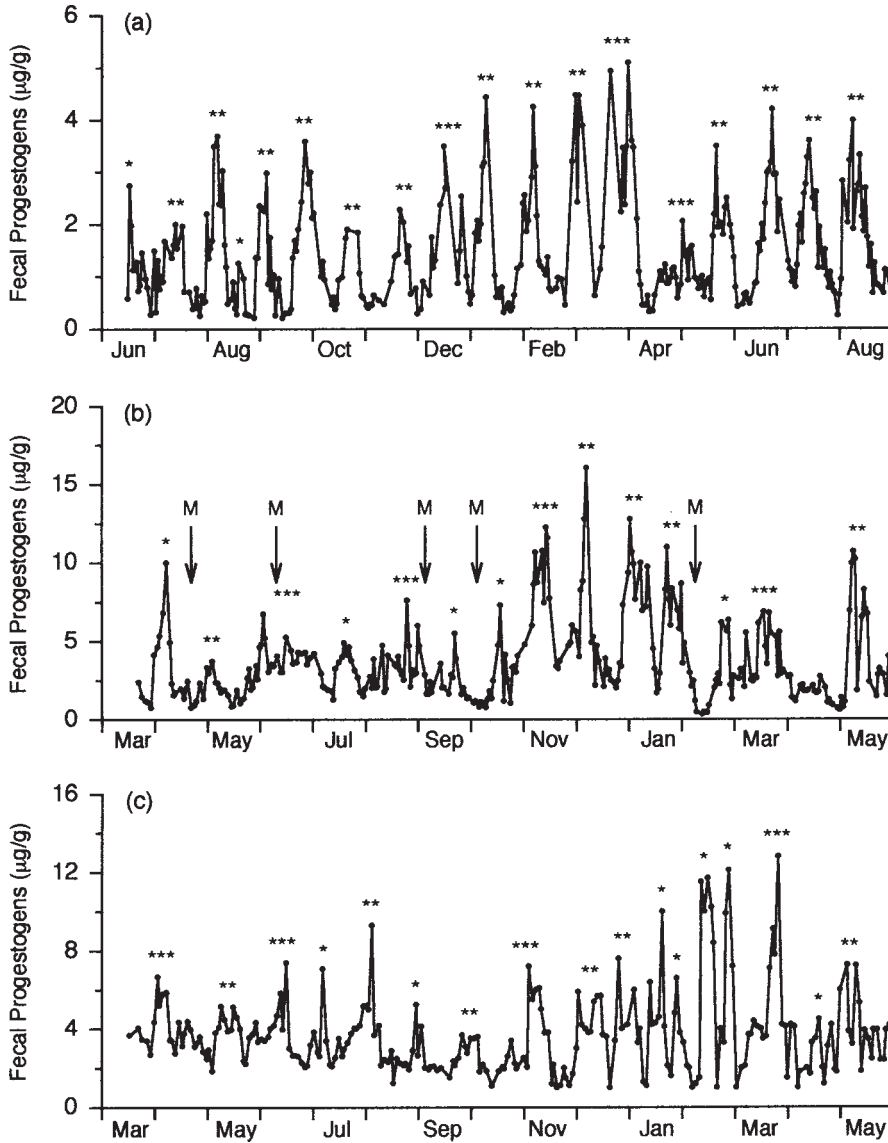 (a)
Fecal Progestogens (µg/g)
6
4
2
0
* ** ** * ** ** ** ** *** ** ** ** *** *** ** ** ** **
Jun Aug Oct Dec Feb Apr Jun Aug
(b)
Fecal Progestogens (µg/g)
20
15
10
5
0
M M M M M
* ** *** * *** * * *** ** ** ** * *** **
Mar May Jul Sep Nov Jan Mar May
(c)
Fecal Progestogens (µg/g)
16
12
8
4
0
*** ** *** * ** * ** *** ** ** * * * * *** * **
Mar May Jul Sep Nov Jan Mar May